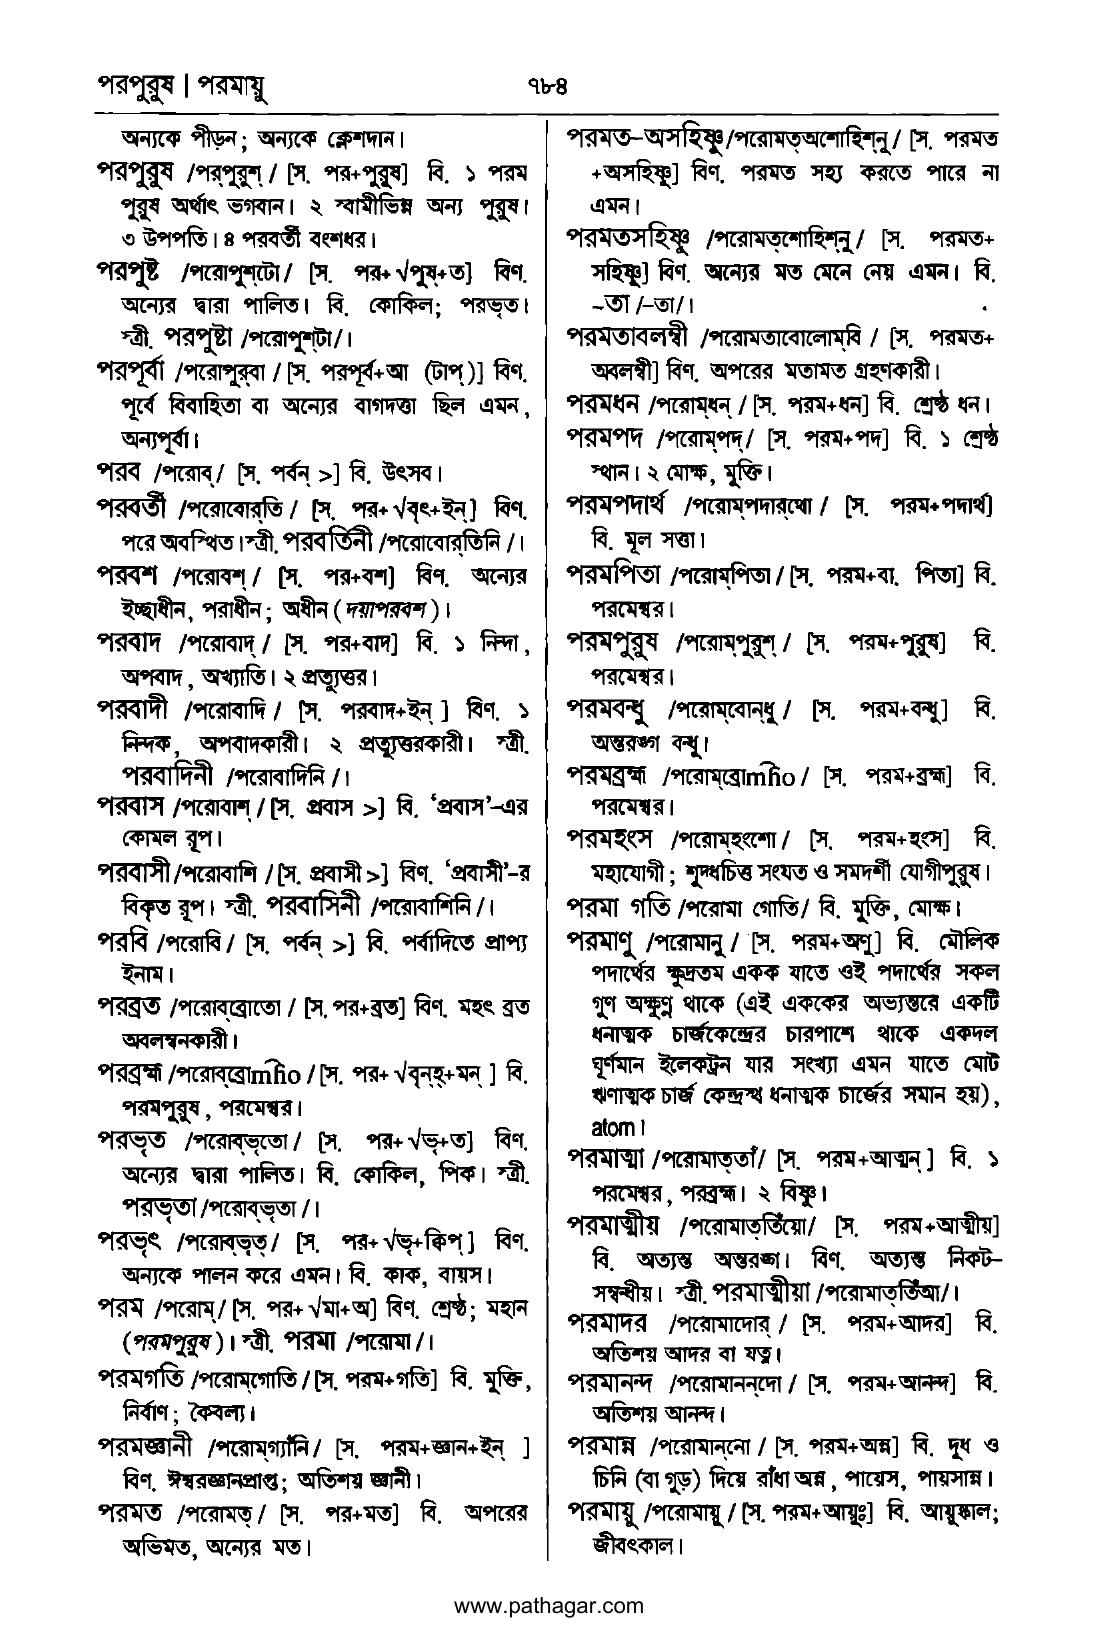 পরপুরুষ | পরমায়ু
৭৮৪
অন্যকে পীড়ন; অন্যকে ক্লেশদান।
পরপুরুষ /পর্‌পুরুশ্‌/ [স. পর+পুরুষ] বি. ১ পরম
পুরুষ অর্থাৎ ভগবান। ২ স্বামীভিন্ন অন্য পুরুষ।
৩ উপপতি। ৪ পরবর্তী বংশধর।
পরপুষ্ট /পরোপুশ্‌টো/ [স. পর+√পুষ্‌+ত] বিণ.
অন্যের দ্বারা পালিত। বি. কোকিল; পরভৃত।
স্ত্রী. পরপুষ্টা /পরোপুশ্‌টা/।
পরপূর্বা /পরোপুর্‌বা/ [স. পরপূর্ব+আ (টাপ্‌)] বিণ.
পূর্বে বিবাহিতা বা অন্যের বাগদত্তা ছিল এমন,
অন্যপূর্বা।
পরব /পরোব্‌/ [স. পর্বন্‌ >] বি. উৎসব।
পরবর্তী /পরোবোর্‌তি/ [স. পর+√বৃৎ+ইন্‌] বিণ.
পরে অবস্থিত। স্ত্রী. পরবর্তিনী /পরোবোর্‌তিনি/।
পরবশ /পরোবশ্‌/ [স. পর+বশ] বিণ. অন্যের
ইচ্ছাধীন, পরাধীন; অধীন (দয়াপরবশ)।
পরবাদ /পরোবাদ্‌/ [স. পর+বাদ] বি. ১ নিন্দা,
অপবাদ, অখ্যাতি। ২ প্রত্যুত্তর।
পরবাদী /পরোবাদি/ [স. পরবাদ+ইন্‌] বিণ. ১
নিন্দক, অপবাদকারী। ২ প্রত্যুত্তরকারী। স্ত্রী.
পরবাদিনী /পরোবাদিনি/।
পরবাস /পরোবাশ্‌/ [স. প্রবাস >] বি. ‘প্রবাস’-এর
কোমল রূপ।
পরবাসী /পরোবাশি/ [স. প্রবাসী >] বিণ. ‘প্রবাসী’-র
বিকৃত রূপ। স্ত্রী. পরবাসিনী /পরোবাশিনি/।
পরবি /পরোবি/ [স. পর্বন্‌ >] বি. পর্বাদিতে প্রাপ্য
ইনাম।
পরব্রত /পরোব্‌ব্রোতো/ [স. পর+ব্রত] বিণ. মহৎ ব্রত
অবলম্বনকারী।
পরব্রহ্ম /পরোব্‌ব্রোm̑ho/ [স. পর+√বৃন্‌হ্‌+মন্‌] বি.
পরমপুরুষ, পরমেশ্বর।
পরভৃত /পরোব্‌ভৃতো/ [স. পর+√ভৃ+ত] বিণ.
অন্যের দ্বারা পালিত। বি. কোকিল, পিক। স্ত্রী.
পরভৃতা /পরোব্‌ভৃতা/।
পরভৃৎ /পরোব্‌ভৃত্‌/ [স. পর+√ভৃ+ক্বিপ্‌] বিণ.
অন্যকে পালন করে এমন। বি. কাক, বায়স।
পরম /পরোম্‌/ [স. পর+√মা+অ] বিণ. শ্রেষ্ঠ; মহান
(পরমপুরুষ)। স্ত্রী. পরমা /পরোমা/।
পরমগতি /পরোম্‌গোতি/ [স. পরম+গতি] বি. মুক্তি,
নির্বাণ; কৈবল্য।
পরমজ্ঞানী /পরোম্‌গ্যাঁনি/ [স. পরম+জ্ঞান+ইন্‌]
বিণ. ঈশ্বরজ্ঞানপ্রাপ্ত; অতিশয় জ্ঞানী।
পরমত /পরোমত্‌/ [স. পর+মত] বি. অপরের
অভিমত, অন্যের মত।
পরমত-অসহিষ্ণু /পরোমত্‌অশোহিশ্‌নু/ [স. পরমত
+অসহিষ্ণু] বিণ. পরমত সহ্য করতে পারে না
এমন।
পরমতসহিষ্ণু /পরোমত্‌শোহিশ্‌নু/ [স. পরমত+
সহিষ্ণু] বিণ. অন্যের মত মেনে নেয় এমন। বি.
-তা /-তা/।
পরমতাবলম্বী /পরোমতাবোলোম্‌বি/ [স. পরমত+
অবলম্বী] বিণ. অপরের মতামত গ্রহণকারী।
পরমধন /পরোম্‌ধন্‌/ [স. পরম+ধন] বি. শ্রেষ্ঠ ধন।
পরমপদ /পরোম্‌পদ্‌/ [স. পরম+পদ] বি. ১ শ্রেষ্ঠ
স্থান। ২ মোক্ষ, মুক্তি।
পরমপদার্থ /পরোম্‌পদার্‌থো/ [স. পরম+পদার্থ]
বি. মূল সত্তা।
পরমপিতা /পরোম্‌পিতা/ [স. পরম+বা. পিতা] বি.
পরমেশ্বর।
পরমপুরুষ /পরোম্‌পুরুশ্‌/ [স. পরম+পুরুষ] বি.
পরমেশ্বর।
পরমবন্ধু /পরোম্‌বোন্‌ধু/ [স. পরম+বন্ধু] বি.
অন্তরঙ্গ বন্ধু।
পরমব্রহ্ম /পরোম্‌ব্রোm̑ho/ [স. পরম+ব্রহ্ম] বি.
পরমেশ্বর।
পরমহংস /পরোম্‌হংশো/ [স. পরম+হংস] বি.
মহাযোগী; শুদ্ধচিত্ত সংযত ও সমদর্শী যোগীপুরুষ।
পরমা গতি /পরোমা গোতি/ বি. মুক্তি, মোক্ষ।
পরমাণু /পরোমানু/ [স. পরম+অণু] বি. মৌলিক
পদার্থের ক্ষুদ্রতম একক যাতে ওই পদার্থের সকল
গুণ অক্ষুণ্ণ থাকে (এই এককের অভ্যন্তরে একটি
ধনাত্মক চার্জকেন্দ্রের চারপাশে থাকে একদল
ঘূর্ণমান ইলেকট্রন যার সংখ্যা এমন যাতে মোট
ঋণাত্মক চার্জ কেন্দ্রস্থ ধনাত্মক চার্জের সমান হয়),
atom।
পরমাত্মা /পরোমাত্‌তাঁ/ [স. পরম+আত্মন্‌] বি. ১
পরমেশ্বর, পরব্রহ্ম। ২ বিষ্ণু।
পরমাত্মীয় /পরোমাত্‌তিঁয়ো/ [স. পরম+আত্মীয়]
বি. অত্যন্ত অন্তরঙ্গ। বিণ. অত্যন্ত নিকট-
সম্বন্ধীয়। স্ত্রী. পরমাত্মীয়া /পরোমাত্‌তিঁআ/।
পরমাদর /পরোমাদোর্‌/ [স. পরম+আদর] বি.
অতিশয় আদর বা যত্ন।
পরমানন্দ /পরোমানন্‌দো/ [স. পরম+আনন্দ] বি.
অতিশয় আনন্দ।
পরমান্ন /পরোমান্‌নো/ [স. পরম+অন্ন] বি. দুধ ও
চিনি (বা গুড়) দিয়ে রাঁধা অন্ন, পায়েস, পায়সান্ন।
পরমায়ু /পরোমায়ু/ [স. পরম+আয়ুঃ] বি. আয়ুষ্কাল;
জীবৎকাল।
www.pathagar.com